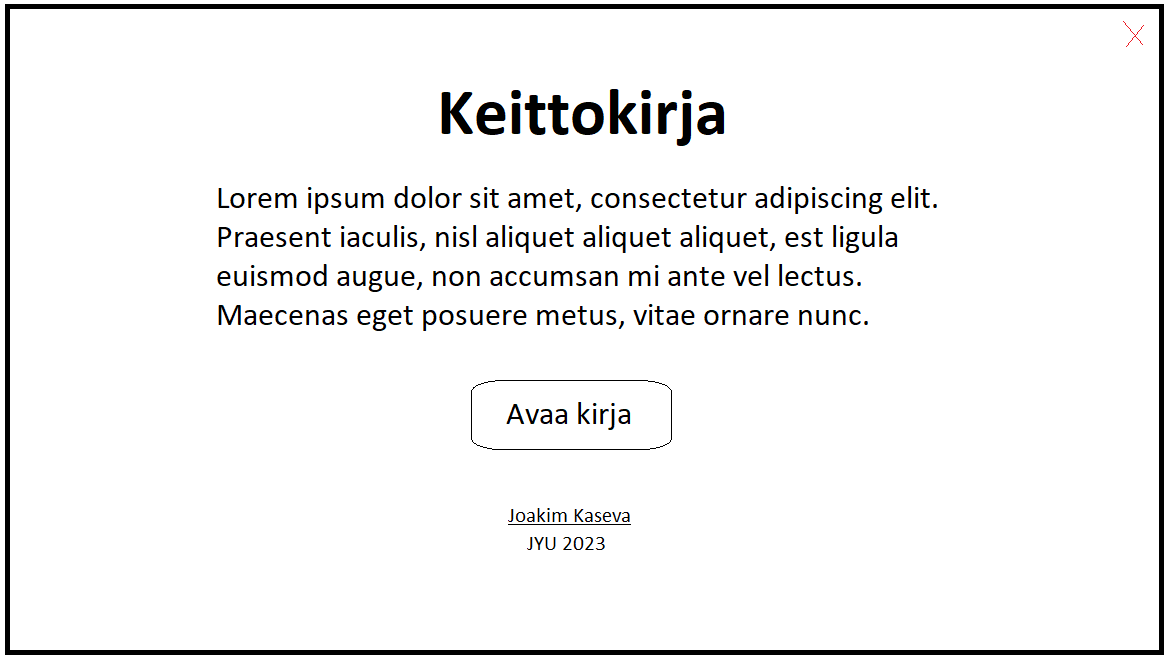 Keittokirja
Lorem ipsum dolor sit amet, consectetur adipiscing elit.
Praesent iaculis, nisl aliquet aliquet aliquet, est ligula
euismod augue, non accumsan mi ante vel lectus.
Maecenas eget posuere metus, vitae ornare nunc.
Avaa kirja
Joakim Kaseva
JYU 2023